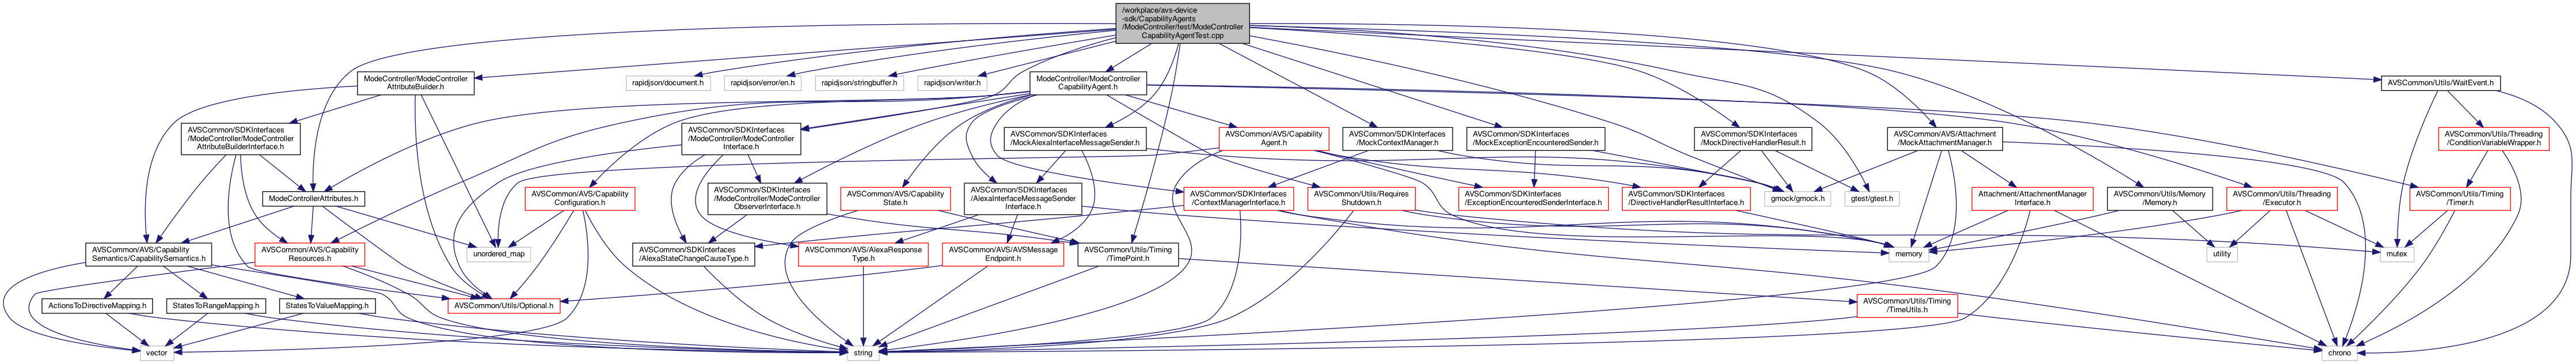 /workplace/avs-device
-sdk/CapabilityAgents
/ModeController/test/ModeController
CapabilityAgentTest.cpp
ModeController/ModeController
AttributeBuilder.h
rapidjson/document.h
rapidjson/error/en.h
rapidjson/stringbuffer.h
rapidjson/writer.h
ModeController/ModeController
CapabilityAgent.h
AVSCommon/Utils/WaitEvent.h
AVSCommon/SDKInterfaces
/ModeController/ModeController
AttributeBuilderInterface.h
AVSCommon/SDKInterfaces
/ModeController/ModeController
Interface.h
AVSCommon/SDKInterfaces
/MockAlexaInterfaceMessageSender.h
AVSCommon/AVS/Capability
Agent.h
AVSCommon/SDKInterfaces
/MockContextManager.h
AVSCommon/SDKInterfaces
/MockExceptionEncounteredSender.h
AVSCommon/SDKInterfaces
/MockDirectiveHandlerResult.h
AVSCommon/AVS/Attachment
/MockAttachmentManager.h
AVSCommon/Utils/Threading
/ConditionVariableWrapper.h
ModeControllerAttributes.h
AVSCommon/AVS/Capability
Configuration.h
AVSCommon/SDKInterfaces
/ModeController/ModeController
ObserverInterface.h
AVSCommon/AVS/Capability
State.h
AVSCommon/SDKInterfaces
/AlexaInterfaceMessageSender
Interface.h
AVSCommon/SDKInterfaces
/ContextManagerInterface.h
AVSCommon/Utils/Requires
Shutdown.h
AVSCommon/SDKInterfaces
/ExceptionEncounteredSenderInterface.h
AVSCommon/SDKInterfaces
/DirectiveHandlerResultInterface.h
gmock/gmock.h
gtest/gtest.h
Attachment/AttachmentManager
Interface.h
AVSCommon/Utils/Memory
/Memory.h
AVSCommon/Utils/Threading
/Executor.h
AVSCommon/Utils/Timing
/Timer.h
AVSCommon/AVS/Capability
Semantics/CapabilitySemantics.h
AVSCommon/AVS/Capability
Resources.h
unordered_map
AVSCommon/SDKInterfaces
/AlexaStateChangeCauseType.h
AVSCommon/AVS/AlexaResponse
Type.h
AVSCommon/AVS/AVSMessage
Endpoint.h
AVSCommon/Utils/Timing
/TimePoint.h
memory
utility
mutex
ActionsToDirectiveMapping.h
StatesToRangeMapping.h
StatesToValueMapping.h
AVSCommon/Utils/Optional.h
AVSCommon/Utils/Timing
/TimeUtils.h
vector
string
chrono